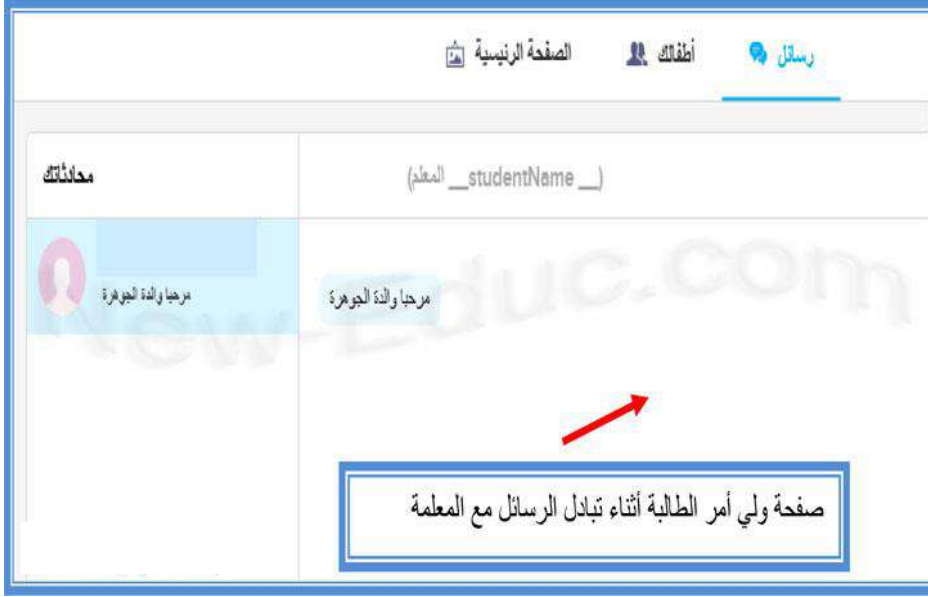 رسائل
أطفالك
الصفحة الرئيسية
(__studentName__ المعلم)
محادثاتك
مرحبا والدة الجوهرة
مرحبا والدة الجوهرة
New-Educ.com
صفحة ولي أمر الطالبة أثناء تبادل الرسائل مع المعلمة